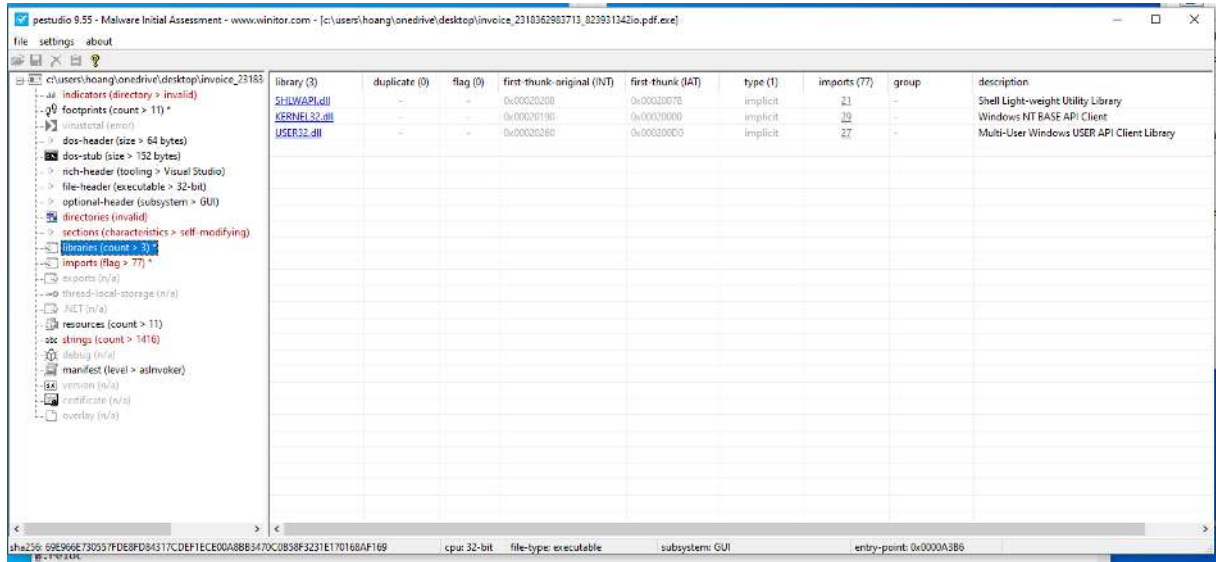 pestudio 9.55 - Malware Initial Assessment - www.winitor.com - [c:\users\hoang\onedrive\desktop\invoice_2318362983713_823931342io.pdf.exe]
file settings about
c:\users\hoang\onedrive\desktop\invoice_23183
indicators (directory > invalid)
footprints (count > 11) *
virustotal (error)
dos-header (size > 64 bytes)
dos-stub (size > 152 bytes)
rich-header (tooling > Visual Studio)
file-header (executable > 32-bit)
optional-header (subsystem > GUI)
directories (invalid)
sections (characteristics > self-modifying)
libraries (count > 3) *
imports (flag > 77) *
exports (n/a)
thread-local-storage (n/a)
.NET (n/a)
resources (count > 11)
abc strings (count > 1416)
debug (n/a)
manifest (level > asInvoker)
version (n/a)
certificate (n/a)
overlay (n/a)
library (3) duplicate (0) flag (0) first-thunk-original (INT) first-thunk (IAT) type (1) imports (77) group description
SHLWAPI.dll - - 0x00020208 0x00020078 implicit 21 - Shell Light-weight Utility Library
KERNEL32.dll - - 0x00020190 0x00020000 implicit 29 - Windows NT BASE API Client
USER32.dll - - 0x00020260 0x000200D0 implicit 27 - Multi-User Windows USER API Client Library
sha256: 69E966E730557FDE8FD84317CDEF1ECE00A8BB3470C0B58F3231E170168AF169 cpu: 32-bit file-type: executable subsystem: GUI entry-point: 0x0000A3B6